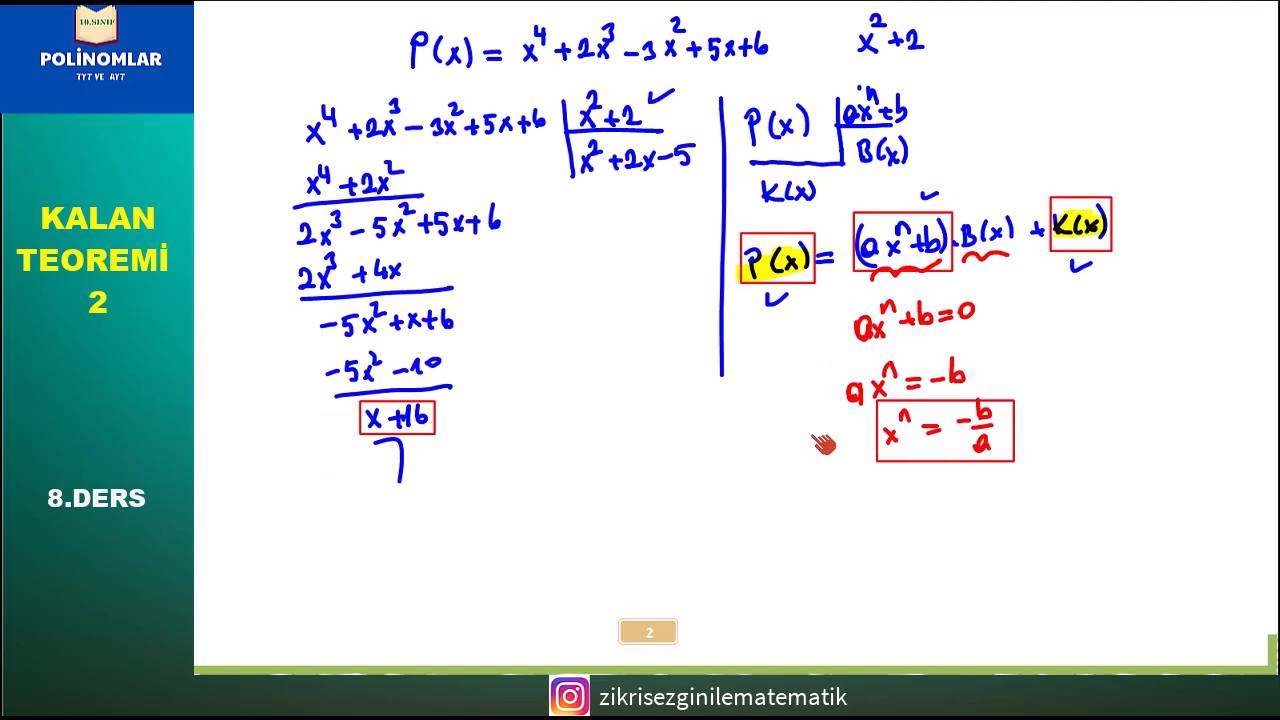 10.SINIF
POLİNOMLAR
TYT VE AYT
KALAN
TEOREMİ
2
8.DERS
P(x) = x⁴ + 2x³ - 3x² + 5x + 6
x² + 2
x⁴ + 2x³ - 3x² + 5x + 6
x² + 2 ✓
x² + 2x - 5
x⁴ + 2x²
2x³ - 5x² + 5x + 6
2x³ + 4x
-5x² + x + 6
-5x² - 10
x + 16
P(x)
axⁿ + b
B(x)
K(x)
P(x) = (axⁿ + b) . B(x) + K(x)
axⁿ + b = 0
axⁿ = -b
xⁿ = -b/a
2
zikrisezginilematematik